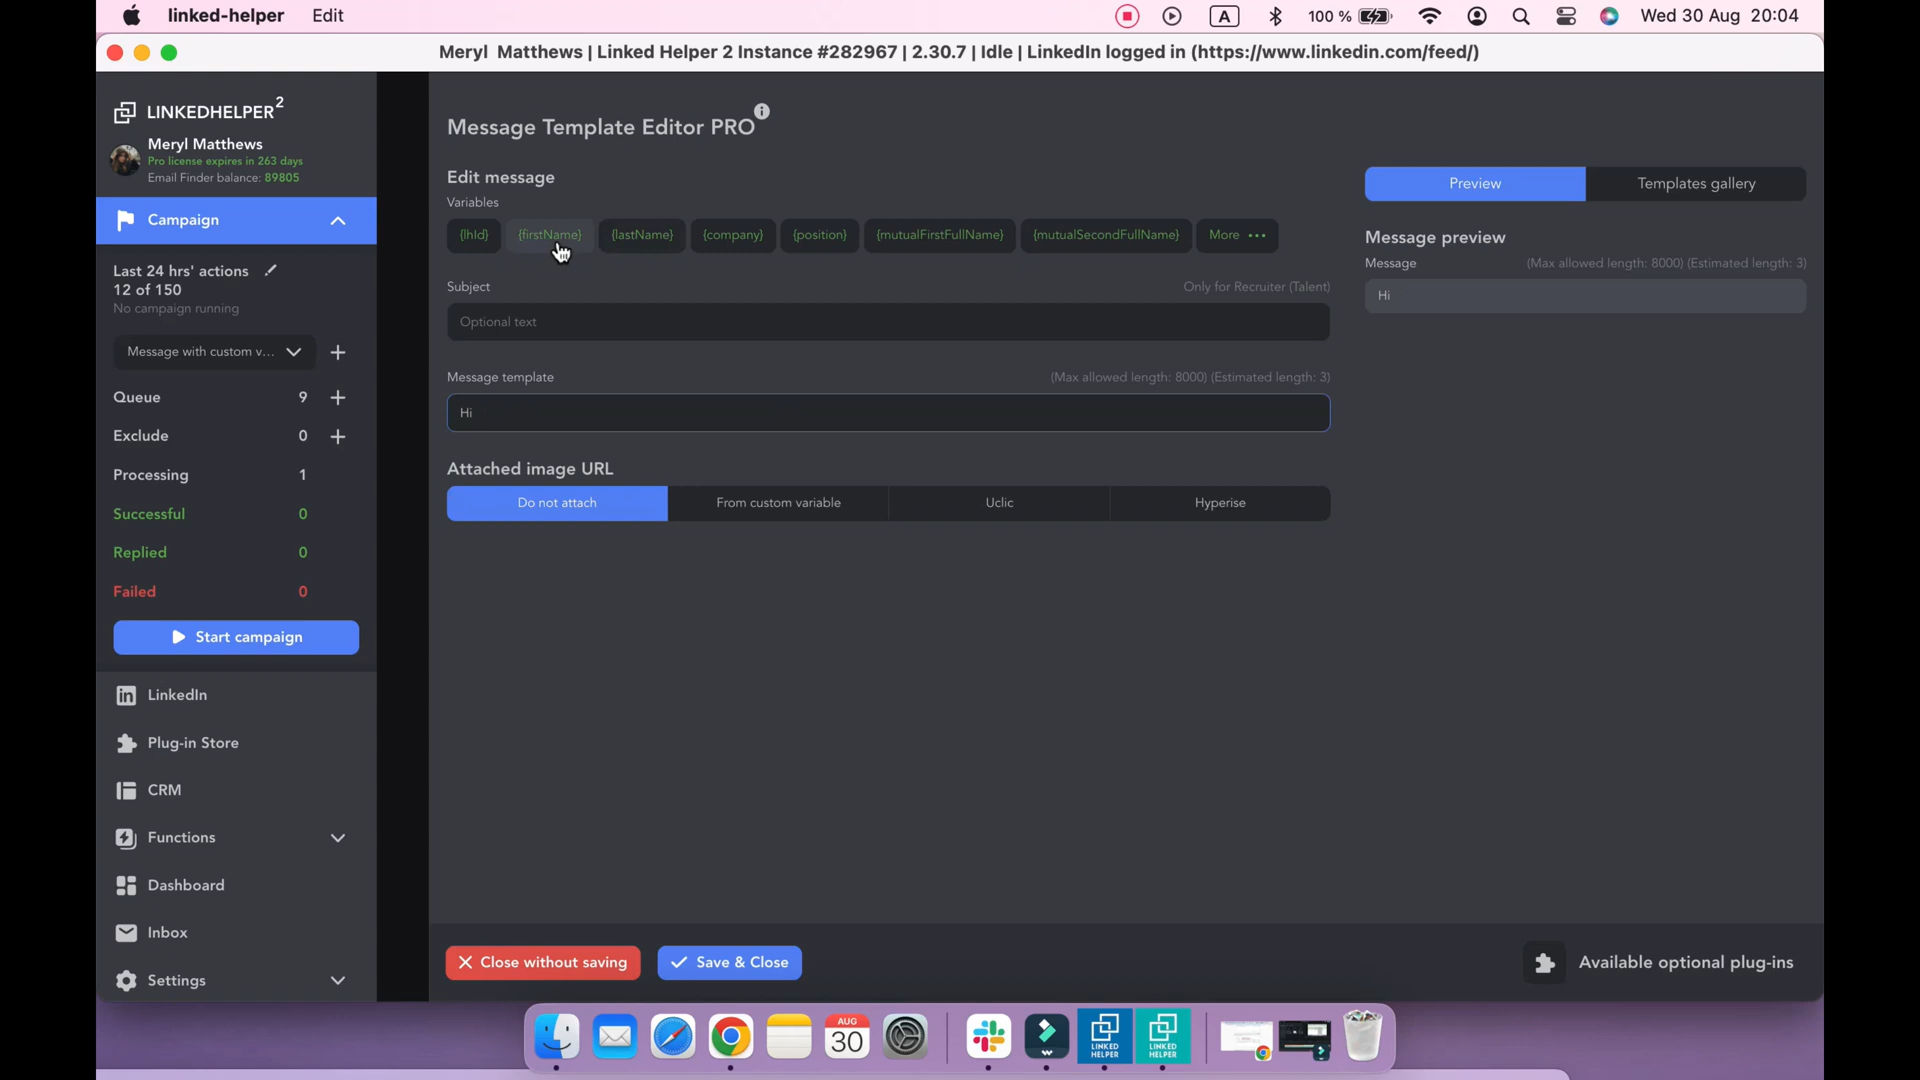 linked-helper Edit A 100 % Wed 30 Aug 20:04
Meryl Matthews | Linked Helper 2 Instance #282967 | 2.30.7 | Idle | LinkedIn logged in (https://www.linkedin.com/feed/)
LINKEDHELPER 2
Meryl Matthews
Pro license expires in 263 days
Email Finder balance: 89805
Campaign
Last 24 hrs' actions
12 of 150
No campaign running
Message with custom v...
Queue 9
Exclude 0
Processing 1
Successful 0
Replied 0
Failed 0
Start campaign
LinkedIn
Plug-in Store
CRM
Functions
Dashboard
Inbox
Settings
Message Template Editor PRO
Edit message
Variables
{lhId} {firstName} {lastName} {company} {position} {mutualFirstFullName} {mutualSecondFullName} More •••
Subject Only for Recruiter (Talent)
Optional text
Message template (Max allowed length: 8000) (Estimated length: 3)
Hi
Attached image URL
Do not attach From custom variable Uclic Hyperise
Preview Templates gallery
Message preview
Message (Max allowed length: 8000) (Estimated length: 3)
Hi
Close without saving Save & Close Available optional plug-ins
AUG
30
LINKED
HELPER
LINKED
HELPER